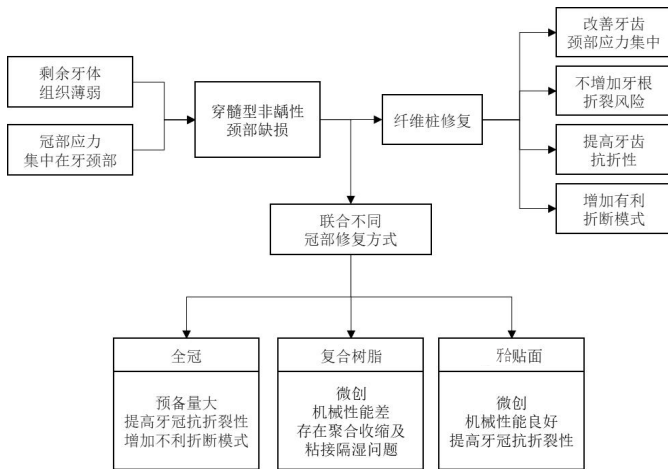 剩余牙体
组织薄弱
冠部应力
集中在牙颈部
穿髓型非龋性
颈部缺损
纤维桩修复
改善牙齿
颈部应力集中
不增加牙根
折裂风险
提高牙齿
抗折性
增加有利
折断模式
联合不同
冠部修复方式
全冠
预备量大
提高牙冠抗折裂性
增加不利折断模式
复合树脂
微创
机械性能差
存在聚合收缩及
粘接隔湿问题
𬌗贴面
微创
机械性能良好
提高牙冠抗折裂性